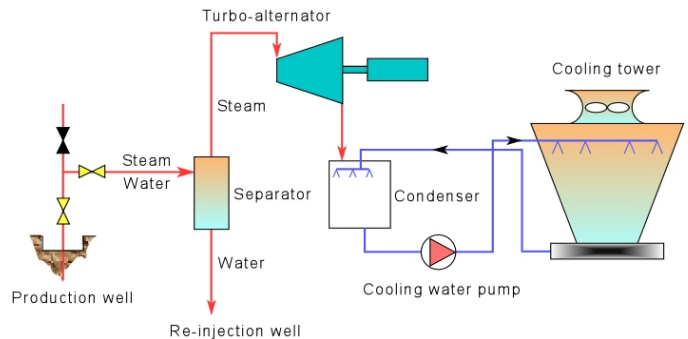 Turbo-alternator
Steam
Cooling tower
Steam
Water
Separator
Condenser
Water
Cooling water pump
Production well
Re-injection well